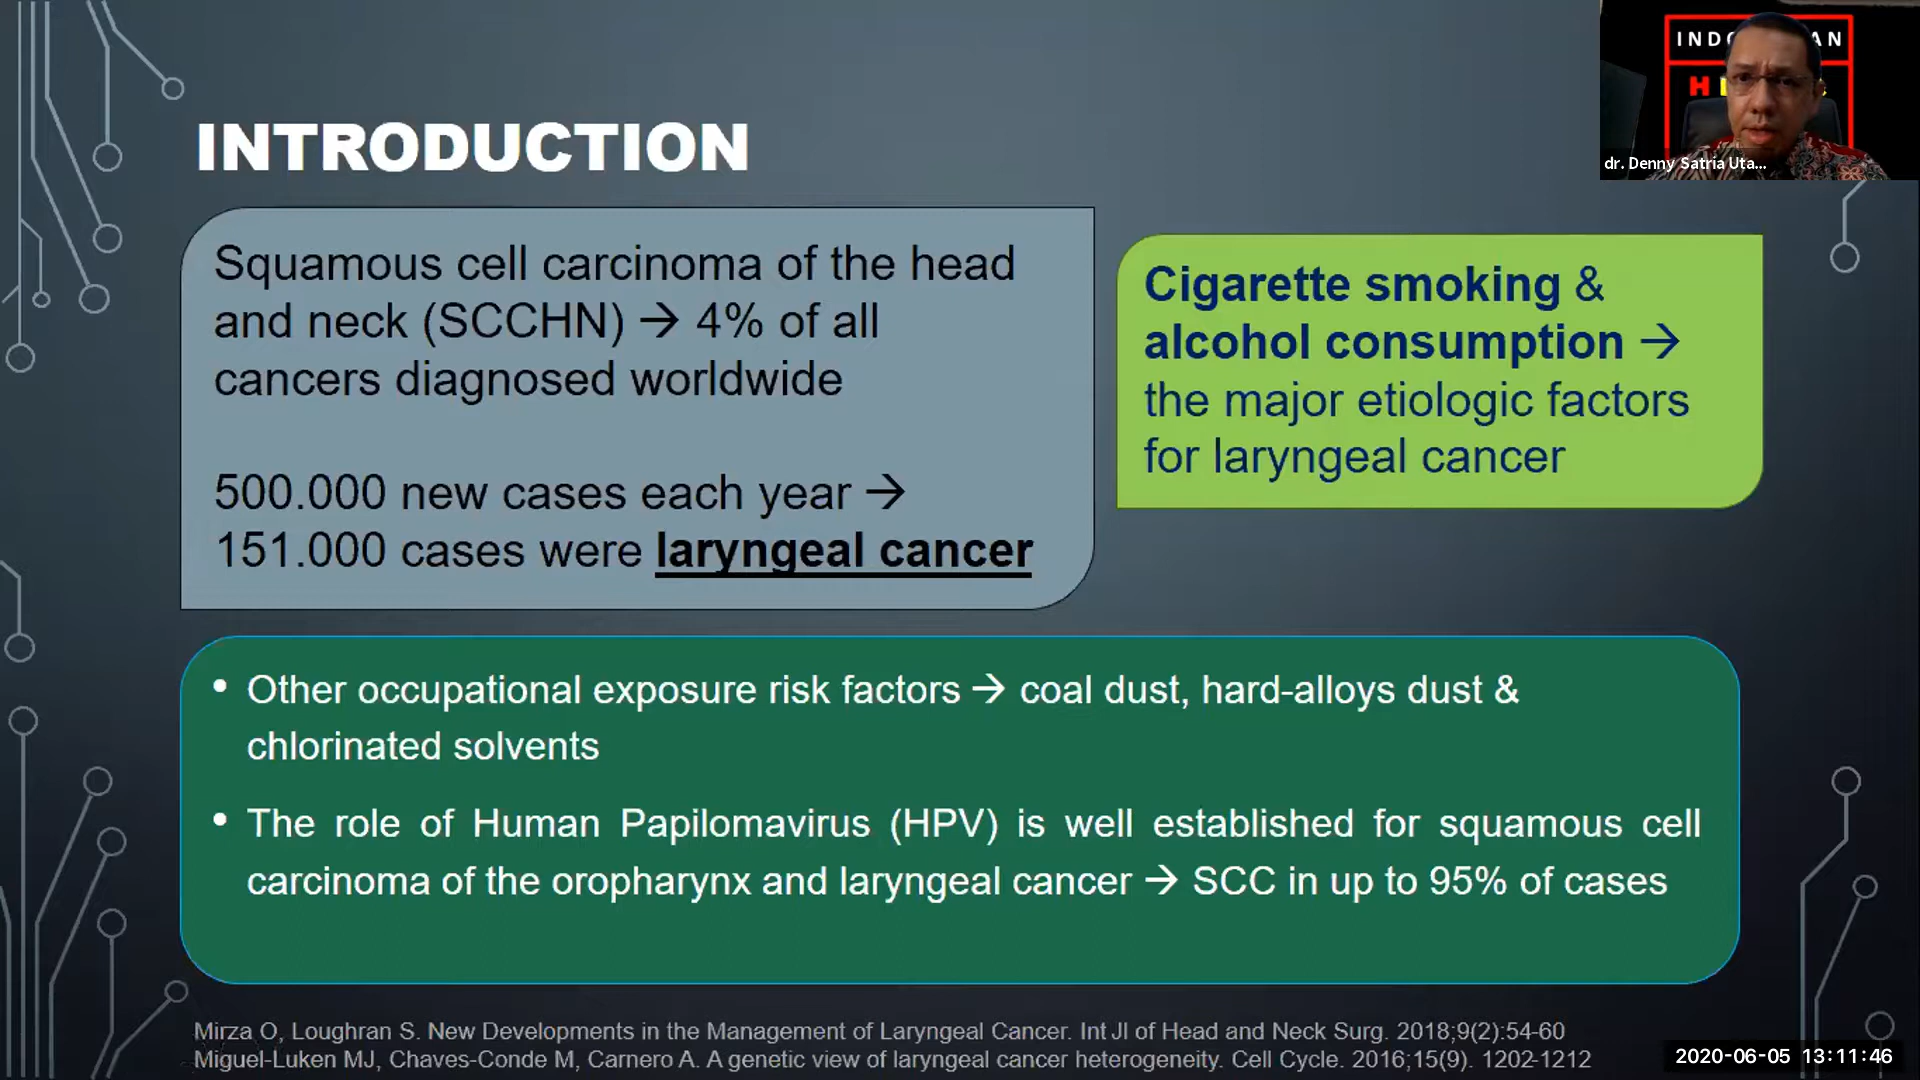 INTRODUCTION
Squamous cell carcinoma of the head
and neck (SCCHN) → 4% of all
cancers diagnosed worldwide
500.000 new cases each year →
151.000 cases were laryngeal cancer
Cigarette smoking &
alcohol consumption →
the major etiologic factors
for laryngeal cancer
• Other occupational exposure risk factors → coal dust, hard-alloys dust &
chlorinated solvents
• The role of Human Papilomavirus (HPV) is well established for squamous cell
carcinoma of the oropharynx and laryngeal cancer → SCC in up to 95% of cases
Mirza O, Loughran S. New Developments in the Management of Laryngeal Cancer. Int Jl of Head and Neck Surg. 2018;9(2):54-60
Miguel-Luken MJ, Chaves-Conde M, Carnero A. A genetic view of laryngeal cancer heterogeneity. Cell Cycle. 2016;15(9). 1202-1212
dr. Denny Satria Uta...
2020-06-05 13:11:46